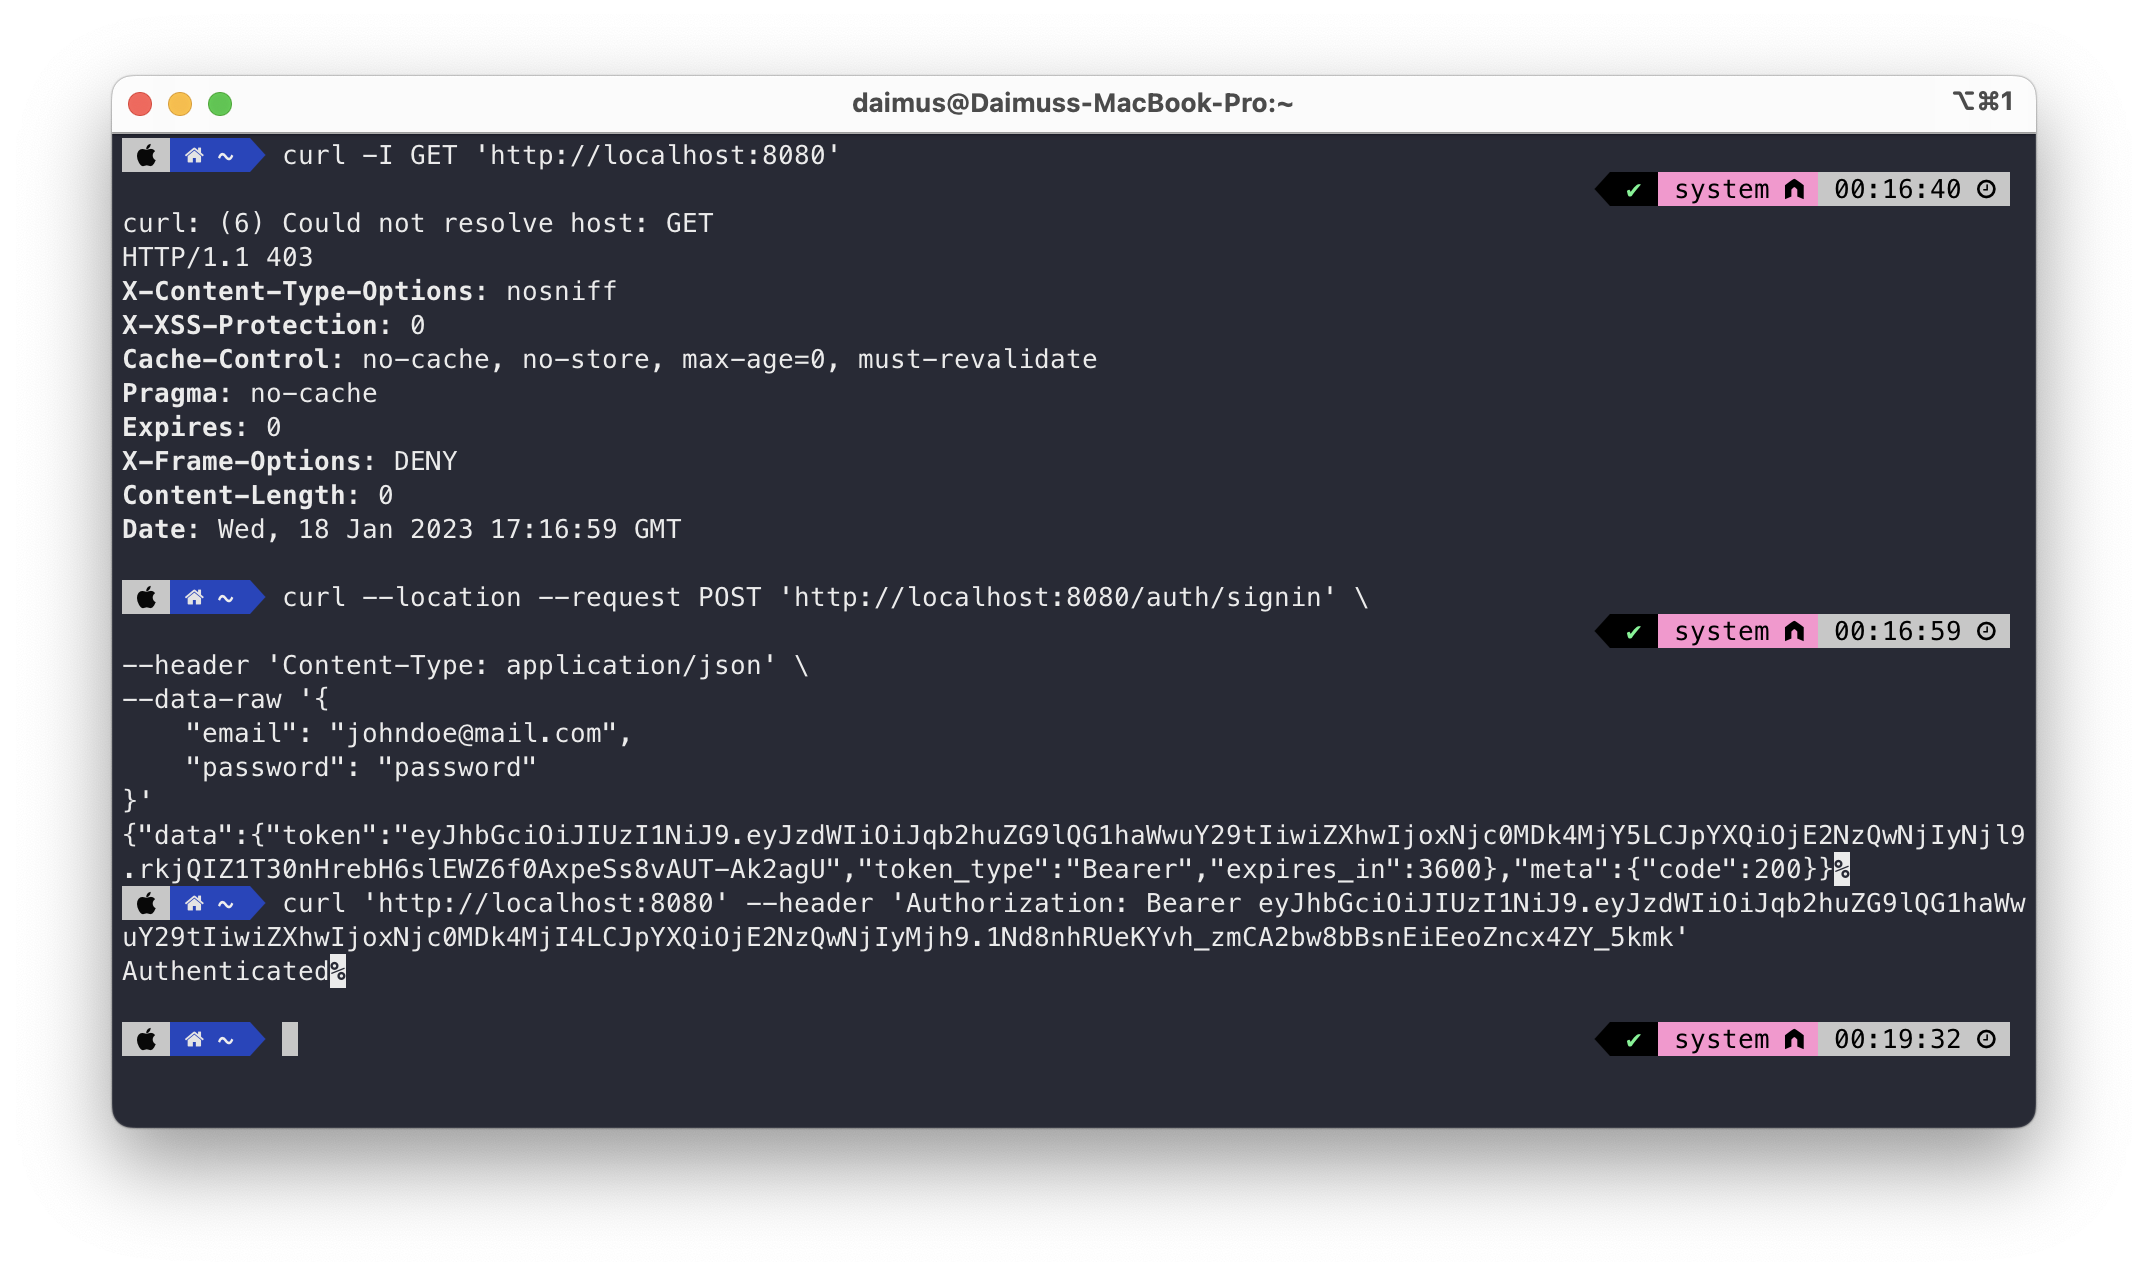 daimus@Daimuss-MacBook-Pro:~ ⌥⌘1
~ curl -I GET 'http://localhost:8080'
✔ system 00:16:40
curl: (6) Could not resolve host: GET
HTTP/1.1 403
X-Content-Type-Options: nosniff
X-XSS-Protection: 0
Cache-Control: no-cache, no-store, max-age=0, must-revalidate
Pragma: no-cache
Expires: 0
X-Frame-Options: DENY
Content-Length: 0
Date: Wed, 18 Jan 2023 17:16:59 GMT
~ curl --location --request POST 'http://localhost:8080/auth/signin' \
✔ system 00:16:59
--header 'Content-Type: application/json' \
--data-raw '{
    "email": "johndoe@mail.com",
    "password": "password"
}'
{"data":{"token":"eyJhbGciOiJIUzI1NiJ9.eyJzdWIiOiJqb2huZG9lQG1haWwuY29tIiwiZXhwIjoxNjc0MDk4MjY5LCJpYXQiOjE2NzQwNjIyNjl9
.rkjQIZ1T30nHrebH6slEWZ6f0AxpeSs8vAUT-Ak2agU","token_type":"Bearer","expires_in":3600},"meta":{"code":200}}%
~ curl 'http://localhost:8080' --header 'Authorization: Bearer eyJhbGciOiJIUzI1NiJ9.eyJzdWIiOiJqb2huZG9lQG1haWw
uY29tIiwiZXhwIjoxNjc0MDk4MjI4LCJpYXQiOjE2NzQwNjIyMjh9.1Nd8nhRUeKYvh_zmCA2bw8bBsnEiEeoZncx4ZY_5kmk'
Authenticated%
~
✔ system 00:19:32